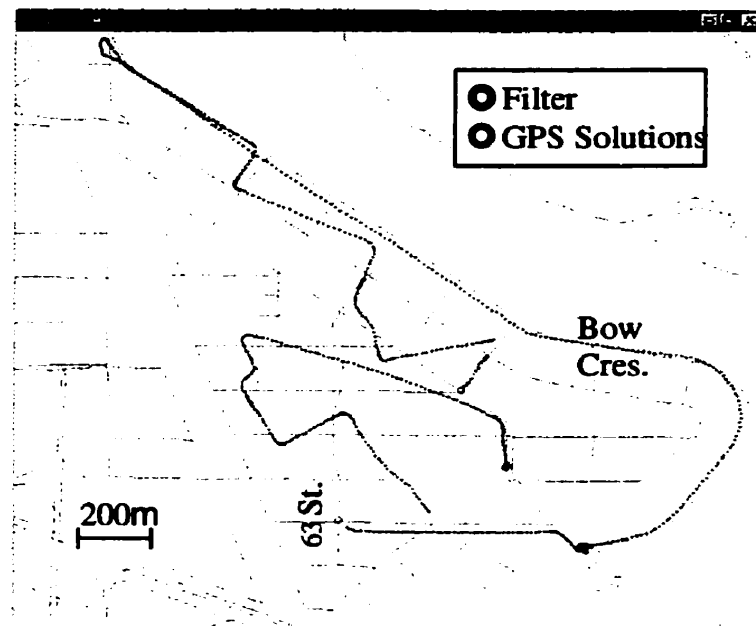 Filter
GPS Solutions
Bow
Cres.
63 St.
200m